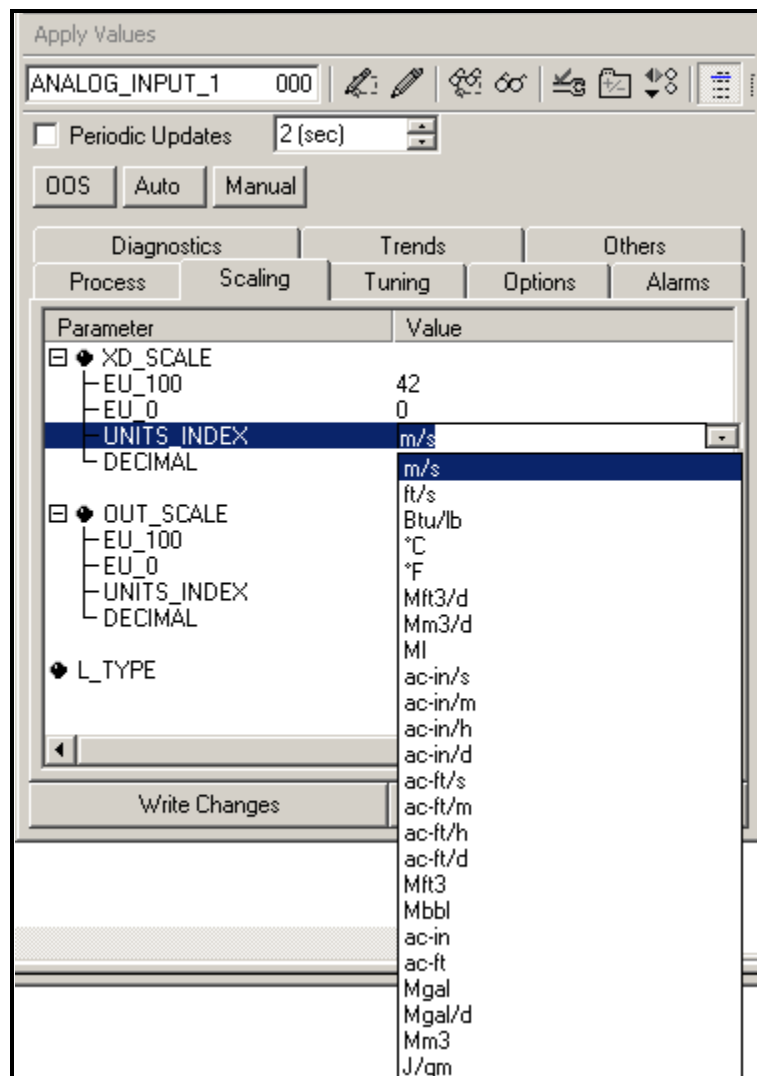 Apply Values
ANALOG_INPUT_1 000
Periodic Updates 2 (sec)
OOS Auto Manual
Diagnostics Trends Others
Process Scaling Tuning Options Alarms
Parameter Value
XD_SCALE
EU_100 42
EU_0 0
UNITS_INDEX m/s
DECIMAL
m/s
ft/s
OUT_SCALE
Btu/lb
EU_100
°C
EU_0
°F
UNITS_INDEX
Mft3/d
DECIMAL
Mm3/d
Ml
L_TYPE
ac-in/s
ac-in/m
ac-in/h
ac-in/d
ac-ft/s
Write Changes
ac-ft/m
ac-ft/h
ac-ft/d
Mft3
Mbbl
ac-in
ac-ft
Mgal
Mgal/d
Mm3
J/gm